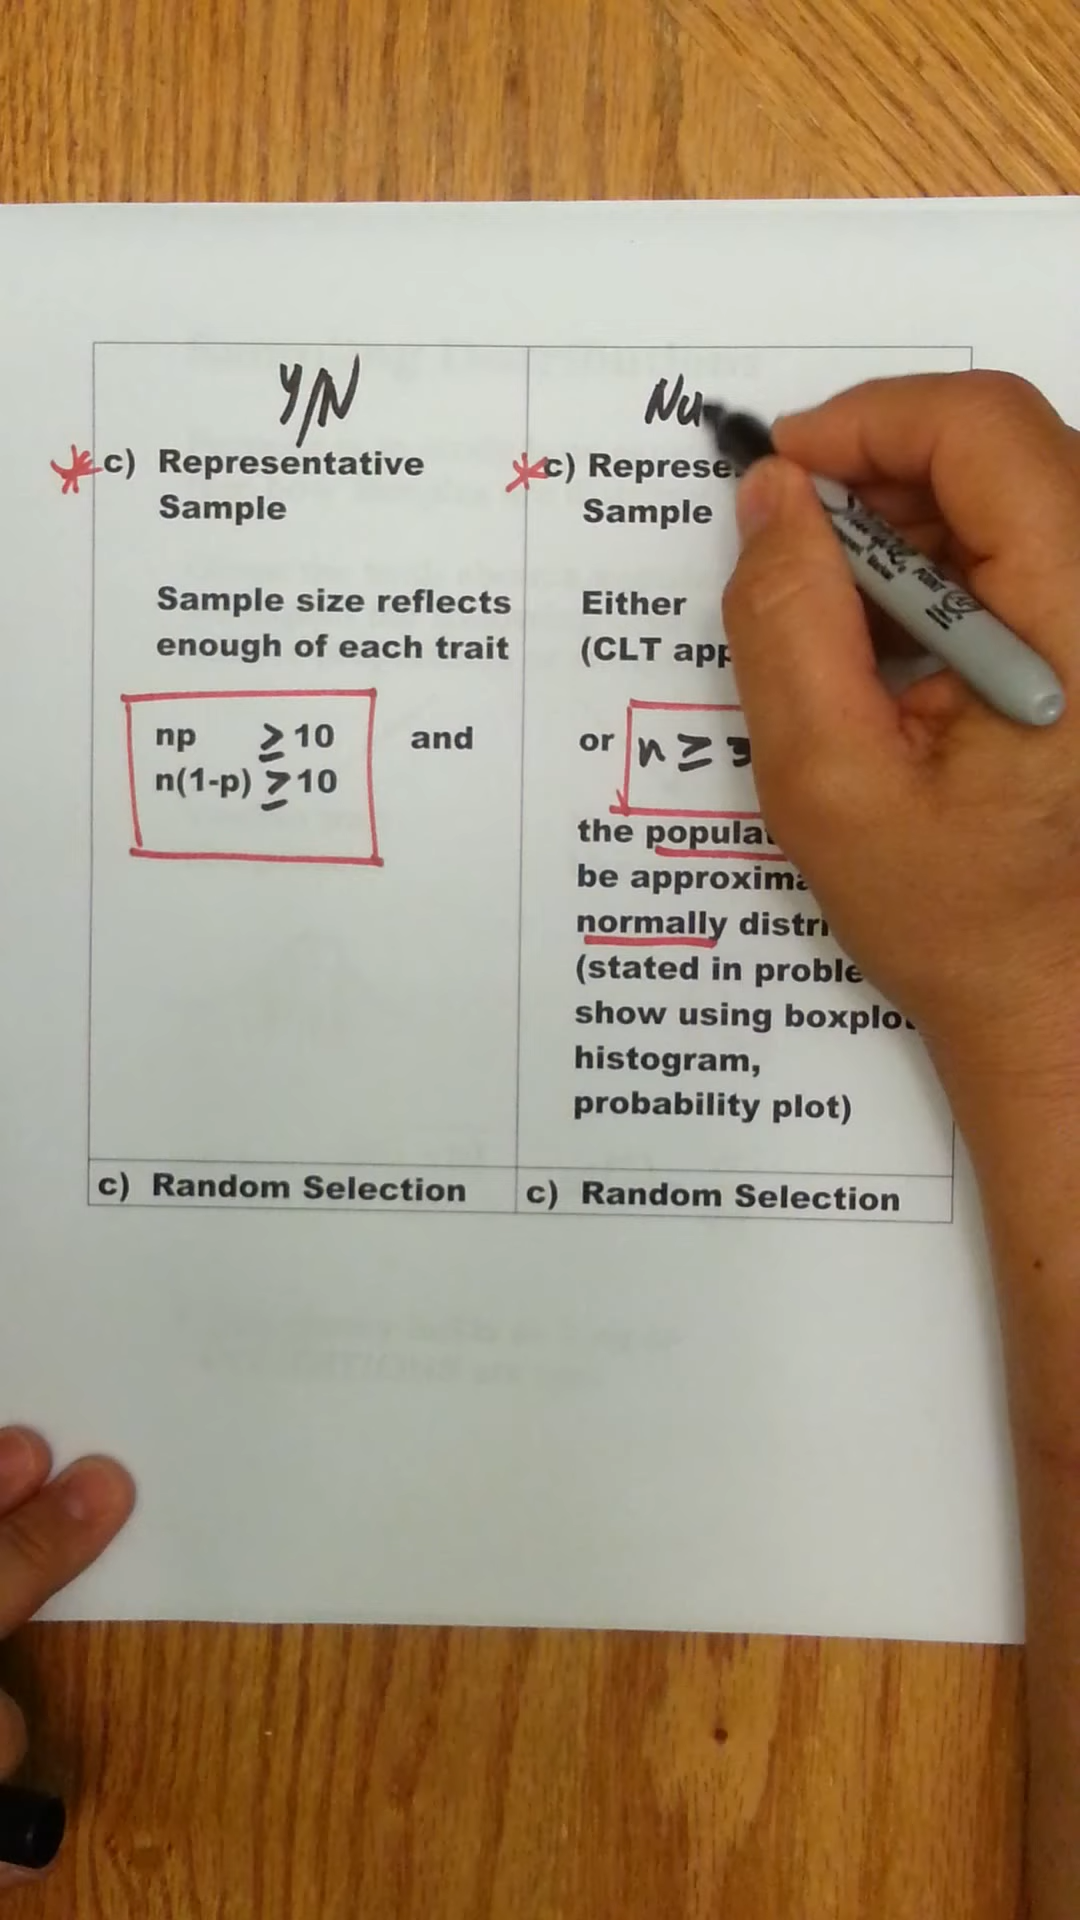 Y/N
c) Representative
Sample
Sample size reflects
enough of each trait
np ≥ 10 and
n(1-p) ≥ 10
c) Random Selection
Nu
c) Represe
Sample
Either
(CLT app
or n ≥ 3
the popula
be approxima
normally distri
(stated in proble
show using boxplo
histogram,
probability plot)
c) Random Selection